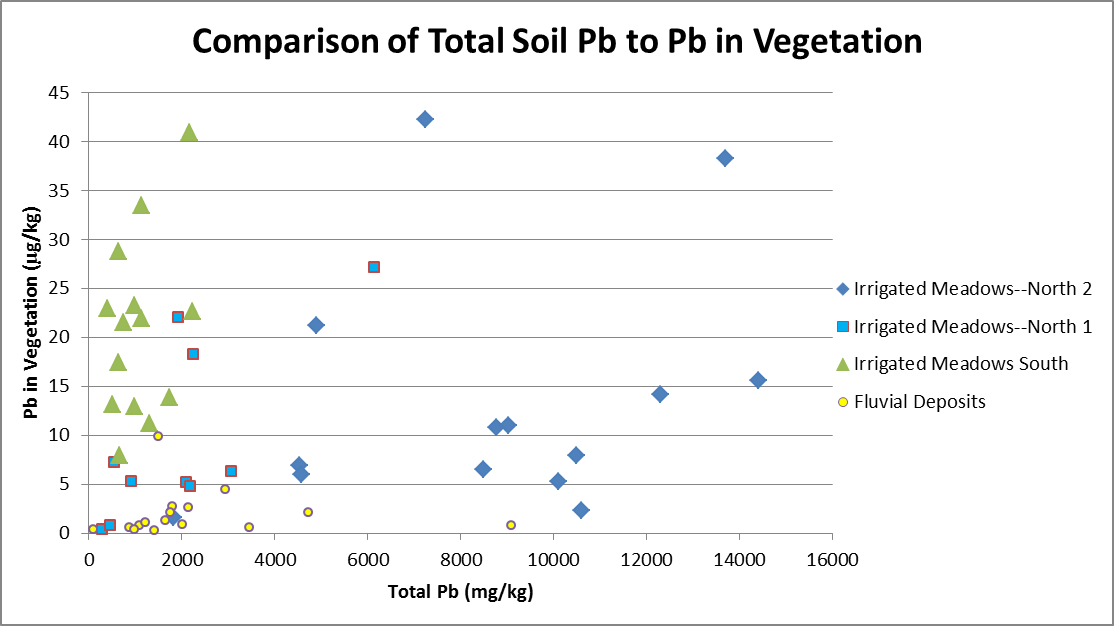 Comparison of Total Soil Pb to Pb in Vegetation
45
40
35
30
25
20
15
10
5
0
Pb in Vegetation (µg/kg)
0 2000 4000 6000 8000 10000 12000 14000 16000
Total Pb (mg/kg)
Irrigated Meadows--North 2
Irrigated Meadows--North 1
Irrigated Meadows South
Fluvial Deposits